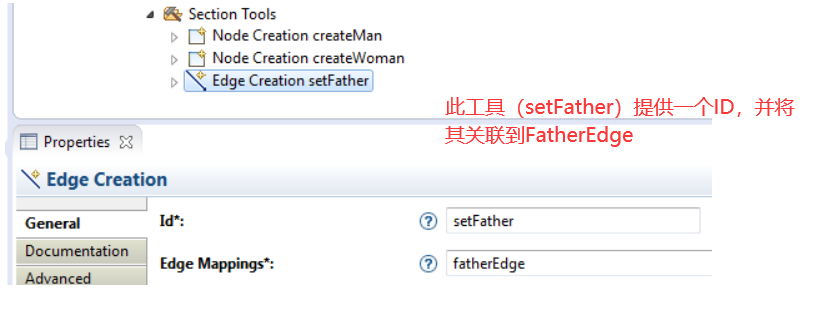 Section Tools
Node Creation createMan
Node Creation createWoman
Edge Creation setFather
此工具（setFather）提供一个ID，并将
其关联到FatherEdge
Properties
Edge Creation
General
Id*:
setFather
Documentation
Edge Mappings*:
fatherEdge
Advanced